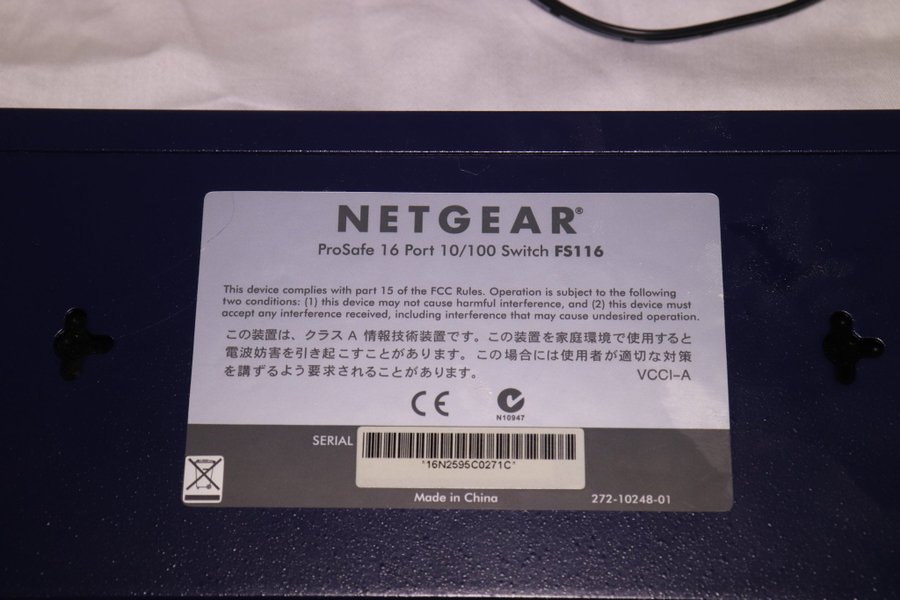 NETGEAR®
ProSafe 16 Port 10/100 Switch FS116
This device complies with part 15 of the FCC Rules. Operation is subject to the following
two conditions: (1) this device may not cause harmful interference, and (2) this device must
accept any interference received, including interference that may cause undesired operation.
この装置は、クラス A 情報技術装置です。この装置を家庭環境で使用すると
電波妨害を引き起こすことがあります。この場合には使用者が適切な対策
を講ずるよう要求されることがあります。 VCCI-A
CE
N10947
SERIAL
*16N2595C0271C*
Made in China 272-10248-01